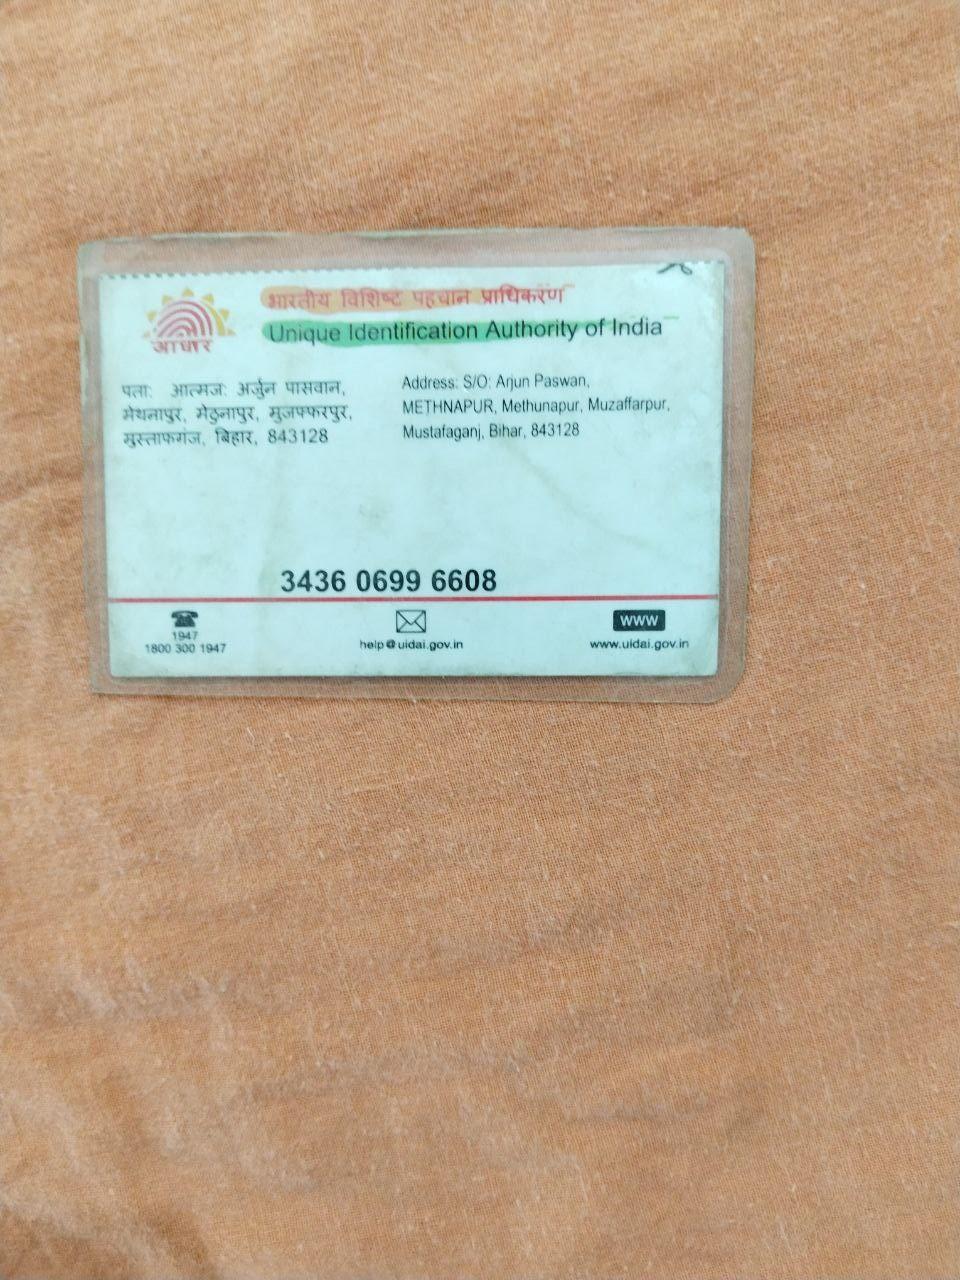 भारतीय विशिष्ट पहचान प्राधिकरण
Unique Identification Authority of India
आधार
पता: आत्मज: अर्जुन पासवान,
मेथनापुर, मेठुनापुर, मुजफ्फरपुर,
मुस्ताफगंज, बिहार, 843128
Address: S/O: Arjun Paswan,
METHNAPUR, Methunapur, Muzaffarpur,
Mustafaganj, Bihar, 843128
3436 0699 6608
1947
1800 300 1947
help@uidai.gov.in
www
www.uidai.gov.in